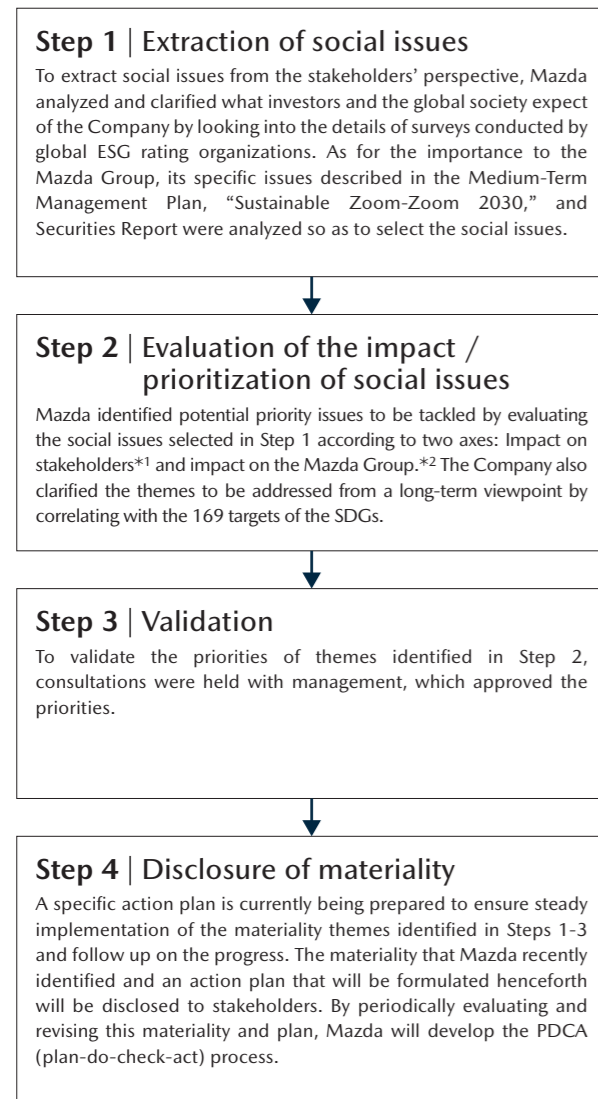 Step 1 | Extraction of social issues
To extract social issues from the stakeholders’ perspective, Mazda
analyzed and clarified what investors and the global society expect
of the Company by looking into the details of surveys conducted by
global ESG rating organizations. As for the importance to the
Mazda Group, its specific issues described in the Medium-Term
Management Plan, “Sustainable Zoom-Zoom 2030,” and
Securities Report were analyzed so as to select the social issues.
Step 2 | Evaluation of the impact /
prioritization of social issues
Mazda identified potential priority issues to be tackled by evaluating
the social issues selected in Step 1 according to two axes: Impact on
stakeholders*1 and impact on the Mazda Group.*2 The Company also
clarified the themes to be addressed from a long-term viewpoint by
correlating with the 169 targets of the SDGs.
Step 3 | Validation
To validate the priorities of themes identified in Step 2,
consultations were held with management, which approved the
priorities.
Step 4 | Disclosure of materiality
A specific action plan is currently being prepared to ensure steady
implementation of the materiality themes identified in Steps 1-3
and follow up on the progress. The materiality that Mazda recently
identified and an action plan that will be formulated henceforth
will be disclosed to stakeholders. By periodically evaluating and
revising this materiality and plan, Mazda will develop the PDCA
(plan-do-check-act) process.